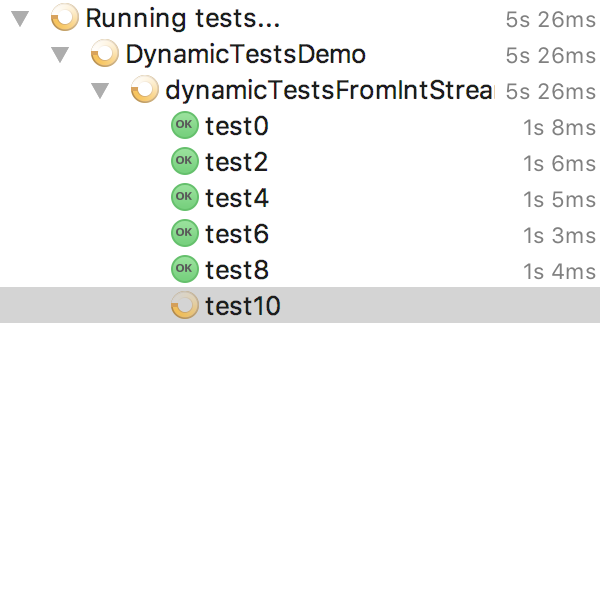 Running tests... 5s 26ms
DynamicTestsDemo 5s 26ms
dynamicTestsFromIntStrea 5s 26ms
OK test0 1s 8ms
OK test2 1s 6ms
OK test4 1s 5ms
OK test6 1s 3ms
OK test8 1s 4ms
test10